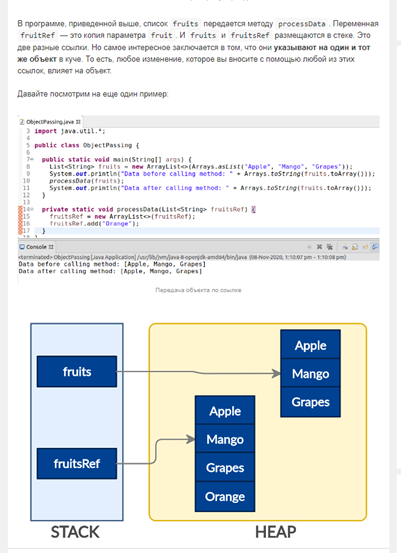 В программе, приведенной выше, список fruits передается методу processData . Переменная
fruitRef — это копия параметра fruit . И fruits и fruitsRef размещаются в стеке. Это
две разные ссылки. Но самое интересное заключается в том, что они указывают на один и тот
же объект в куче. То есть, любое изменение, которое вы вносите с помощью любой из этих
ссылок, влияет на объект.
Давайте посмотрим на еще один пример:
ObjectPassing.java
3 import java.util.*;
4
5 public class ObjectPassing {
6
7 public static void main(String[] args) {
8 List<String> fruits = new ArrayList<>(Arrays.asList("Apple", "Mango", "Grapes"));
9 System.out.println("Data before calling method: " + Arrays.toString(fruits.toArray()));
10 processData(fruits);
11 System.out.println("Data after calling method: " + Arrays.toString(fruits.toArray()));
12 }
13
14 private static void processData(List<String> fruitsRef) {
15 fruitsRef = new ArrayList<>(fruitsRef);
16 fruitsRef.add("Orange");
17 }
Console
<terminated> ObjectPassing [Java Application] /usr/lib/jvm/java-8-openjdk-amd64/bin/java (08-Nov-2020, 1:10:07 pm – 1:10:08 pm)
Data before calling method: [Apple, Mango, Grapes]
Data after calling method: [Apple, Mango, Grapes]
Передача объекта по ссылке
Apple
fruits
Mango
Grapes
Apple
Mango
fruitsRef
Grapes
Orange
STACK
HEAP